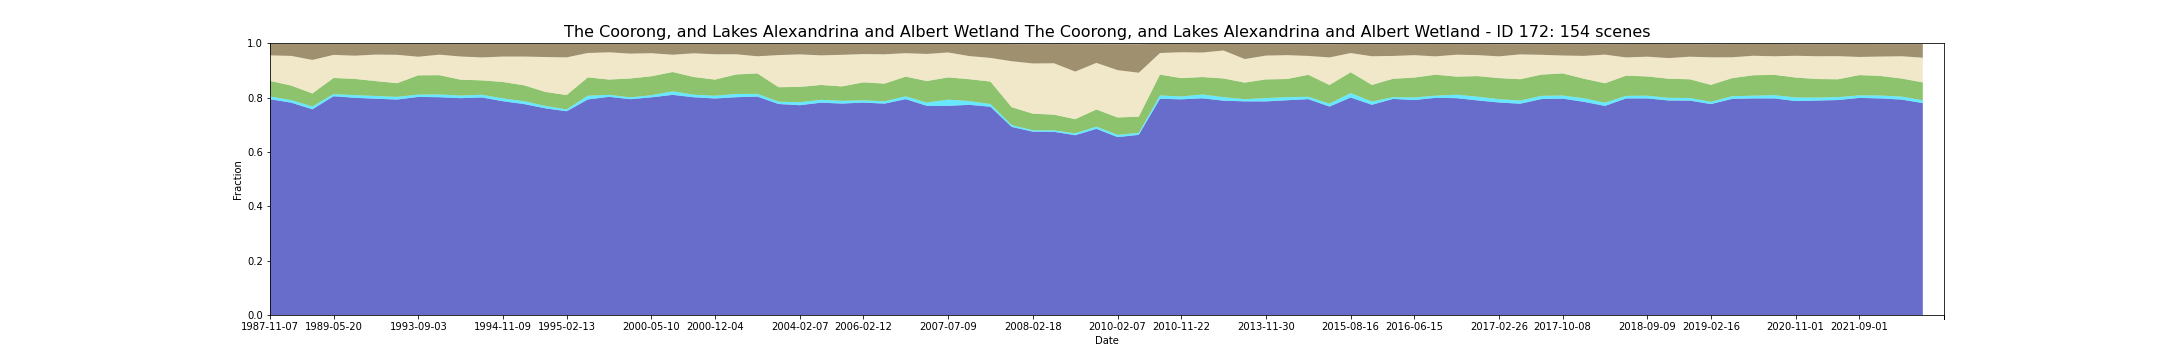 The Coorong, and Lakes Alexandrina and Albert Wetland The Coorong, and Lakes Alexandrina and Albert Wetland - ID 172: 154 scenes
1.0
0.8
0.6
0.4
0.2
0.0
Fraction
1987-11-07 1989-05-20 1993-09-03 1994-11-09 1995-02-13 2000-05-10 2000-12-04 2004-02-07 2006-02-12 2007-07-09 2008-02-18 2010-02-07 2010-11-22 2013-11-30 2015-08-16 2016-06-15 2017-02-26 2017-10-08 2018-09-09 2019-02-16 2020-11-01 2021-09-01
Date